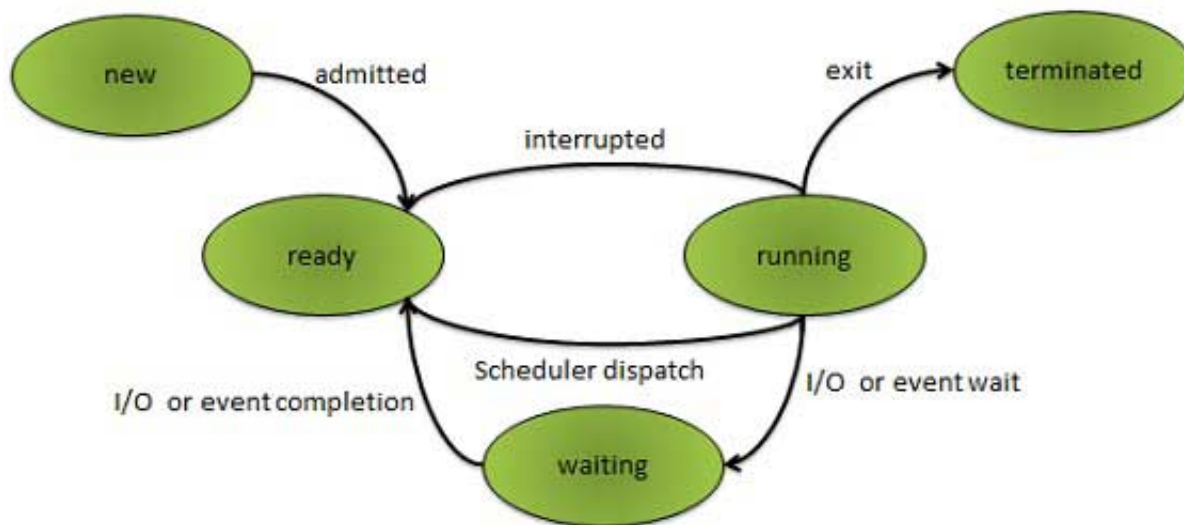 new
admitted
exit
terminated
interrupted
ready
running
Scheduler dispatch
I/O or event completion
I/O or event wait
waiting